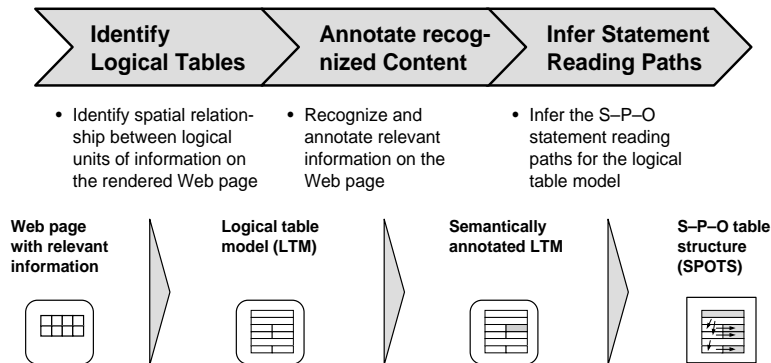 Identify
Logical Tables
Annotate recog-
nized Content
Infer Statement
Reading Paths
• Identify spatial relation-
ship between logical
units of information on
the rendered Web page
• Recognize and
annotate relevant
information on the
Web page
• Infer the S–P–O
statement reading
paths for the logical
table model
Web page
with relevant
information
Logical table
model (LTM)
Semantically
annotated LTM
S–P–O table
structure
(SPOTS)